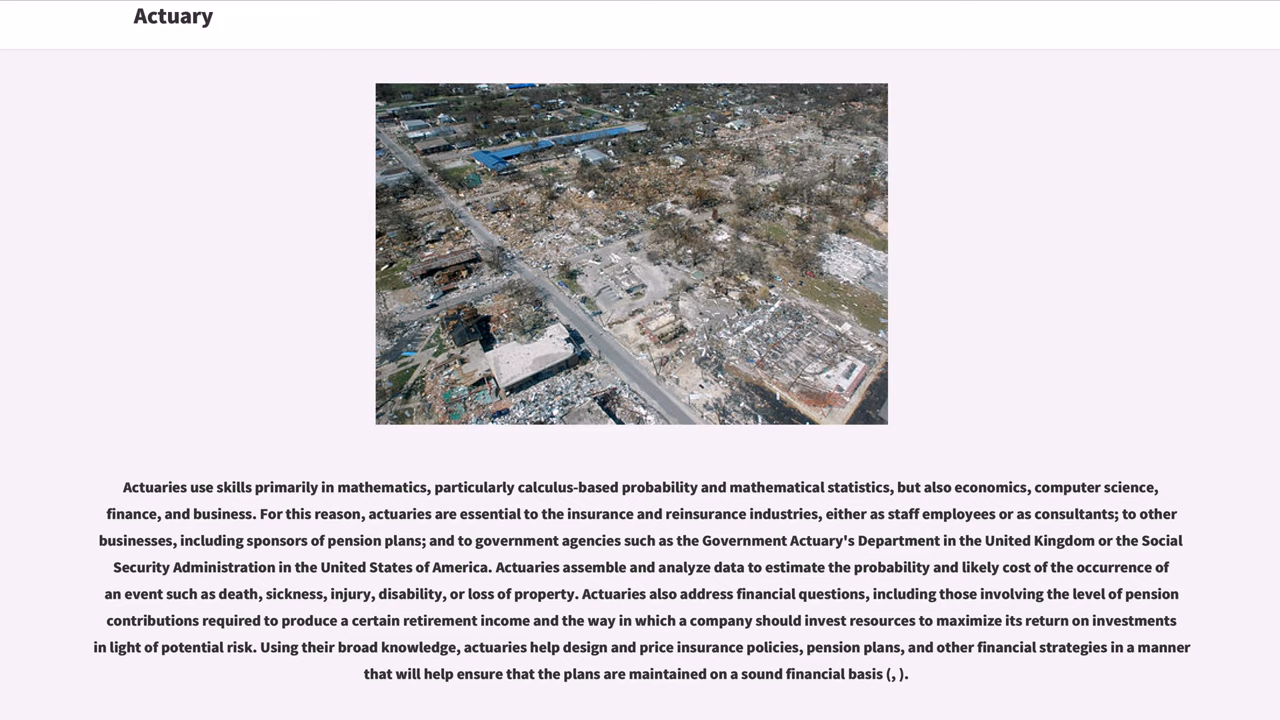 Actuary
Actuaries use skills primarily in mathematics, particularly calculus-based probability and mathematical statistics, but also economics, computer science,
finance, and business. For this reason, actuaries are essential to the insurance and reinsurance industries, either as staff employees or as consultants; to other
businesses, including sponsors of pension plans; and to government agencies such as the Government Actuary's Department in the United Kingdom or the Social
Security Administration in the United States of America. Actuaries assemble and analyze data to estimate the probability and likely cost of the occurrence of
an event such as death, sickness, injury, disability, or loss of property. Actuaries also address financial questions, including those involving the level of pension
contributions required to produce a certain retirement income and the way in which a company should invest resources to maximize its return on investments
in light of potential risk. Using their broad knowledge, actuaries help design and price insurance policies, pension plans, and other financial strategies in a manner
that will help ensure that the plans are maintained on a sound financial basis (, ).